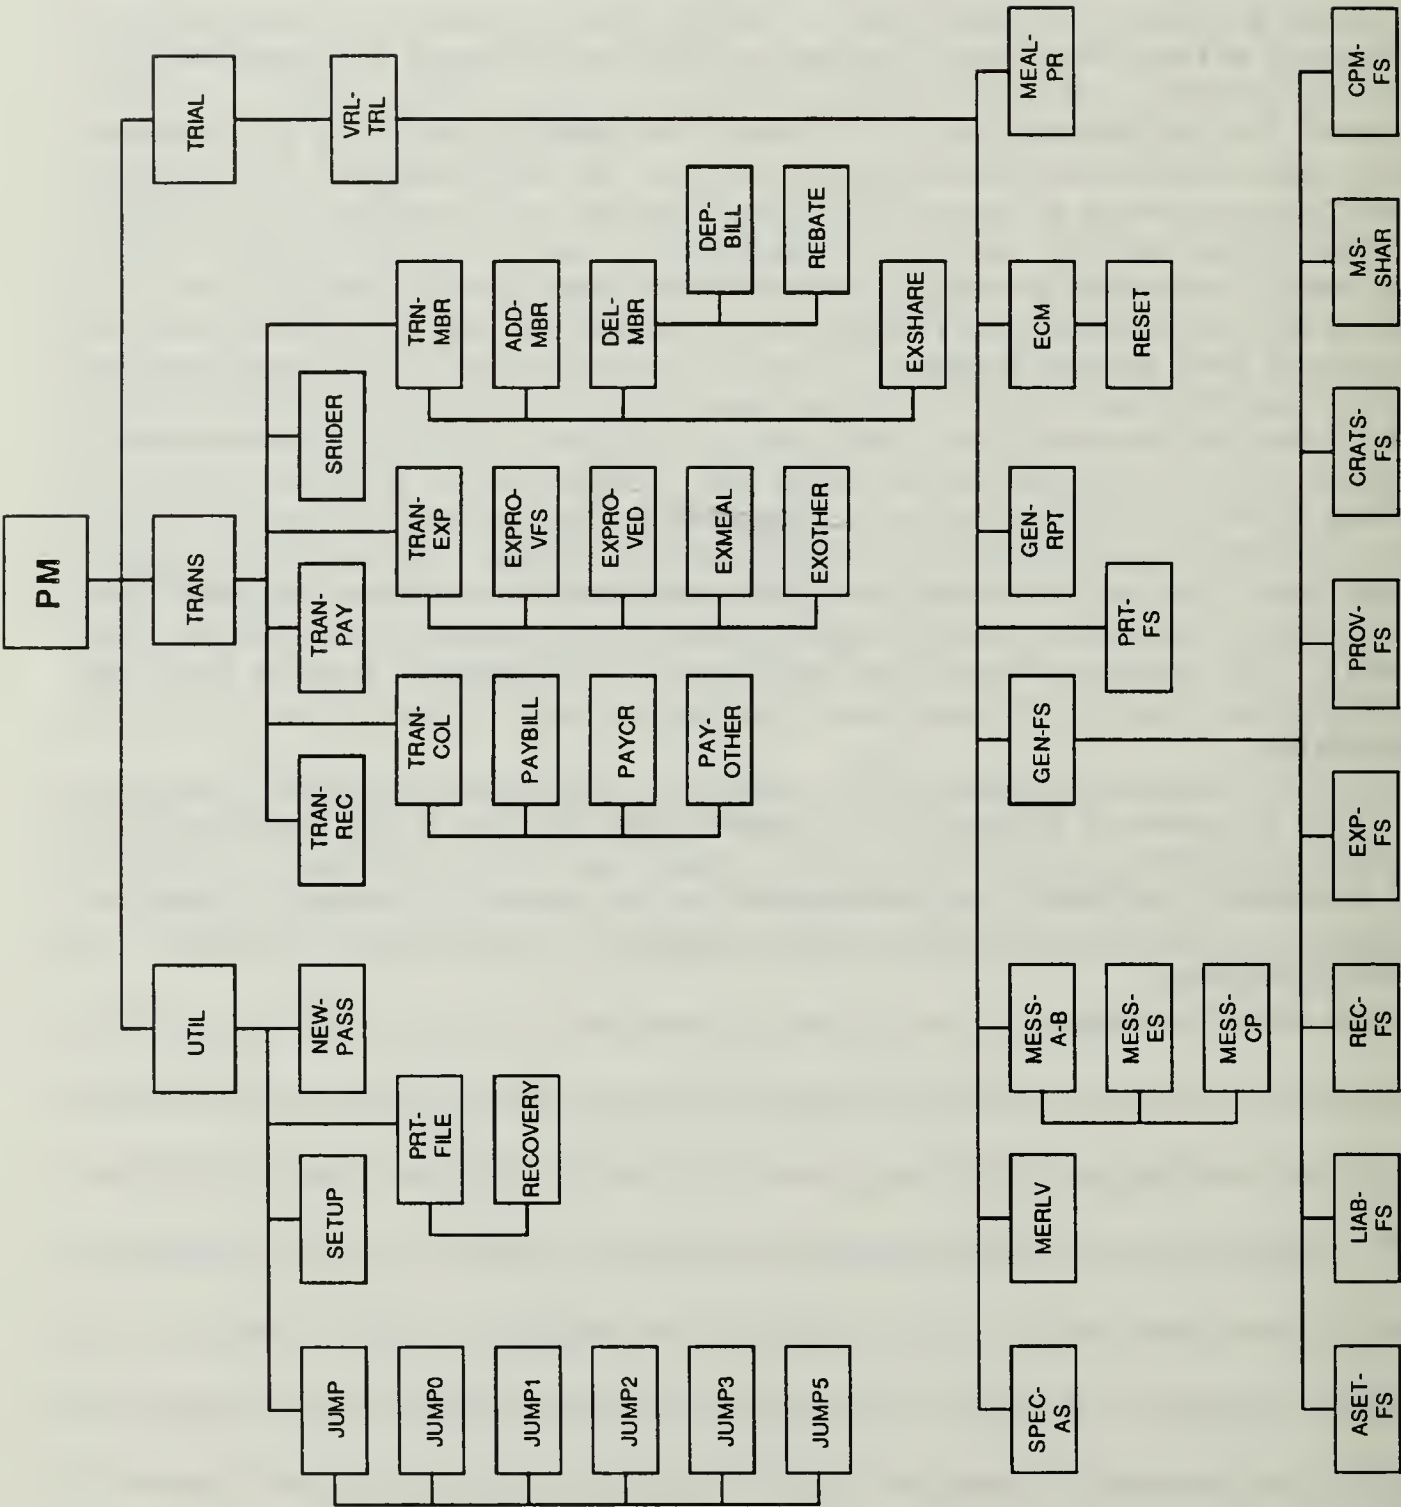 PM
UTIL
TRANS
TRIAL
JUMP
SETUP
NEW-
PASS
TRAN-
REC
TRAN-
PAY
SRIDER
VRL-
TRL
JUMP0
PRT-
FILE
TRAN-
COL
TRAN-
EXP
TRN-
MBR
JUMP1
RECOVERY
PAYBILL
EXPRO-
VFS
ADD-
MBR
JUMP2
PAYCR
EXPRO-
VED
DEL-
MBR
JUMP3
PAY-
OTHER
EXMEAL
DEP-
BILL
JUMP5
EXOTHER
REBATE
EXSHARE
SPEC-
AS
MERLV
MESS-
A-B
GEN-FS
GEN-
RPT
ECM
MEAL-
PR
MESS-
ES
PRT-
FS
RESET
MESS-
CP
ASET-
FS
LIAB-
FS
REC-
FS
EXP-
FS
PROV-
FS
CRATS-
FS
MS-
SHAR
CPM-
FS